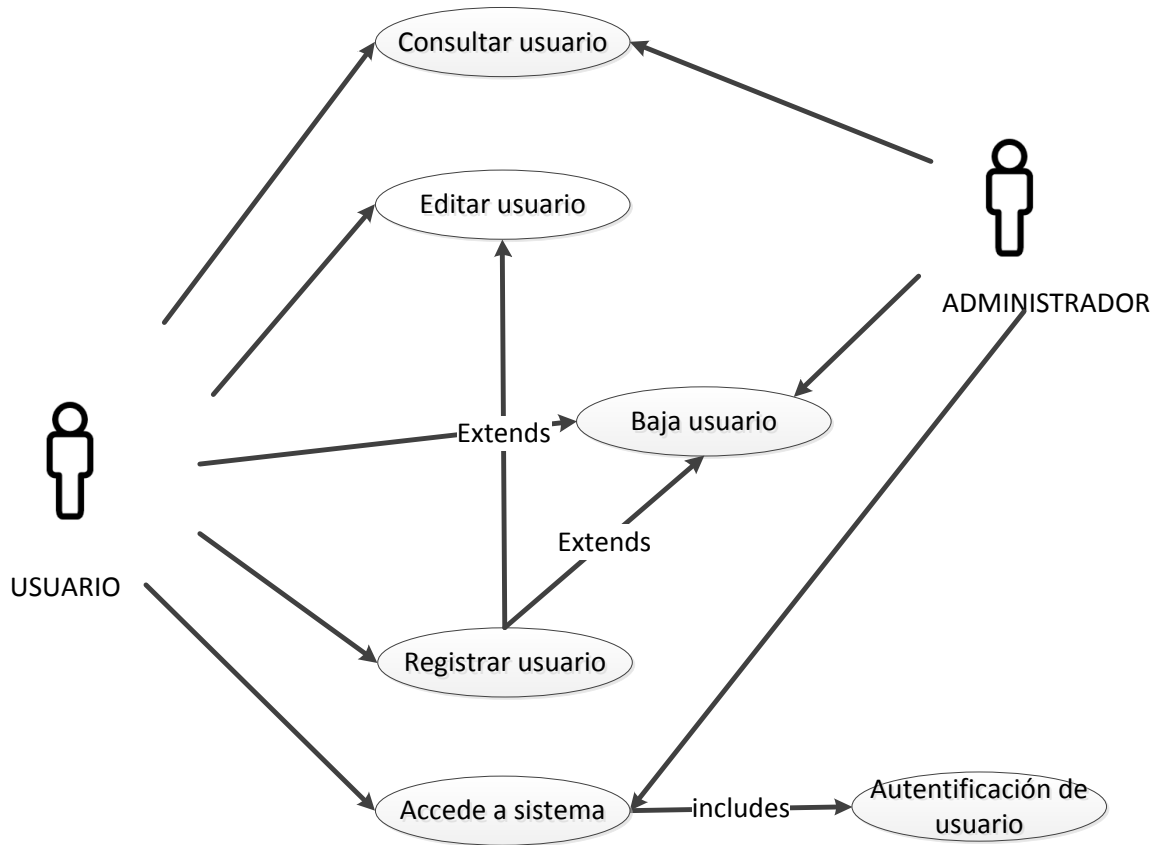 Consultar usuario
Editar usuario
ADMINISTRADOR
Baja usuario
Extends
Extends
USUARIO
Registrar usuario
Accede a sistema
includes
Autentificación de
usuario